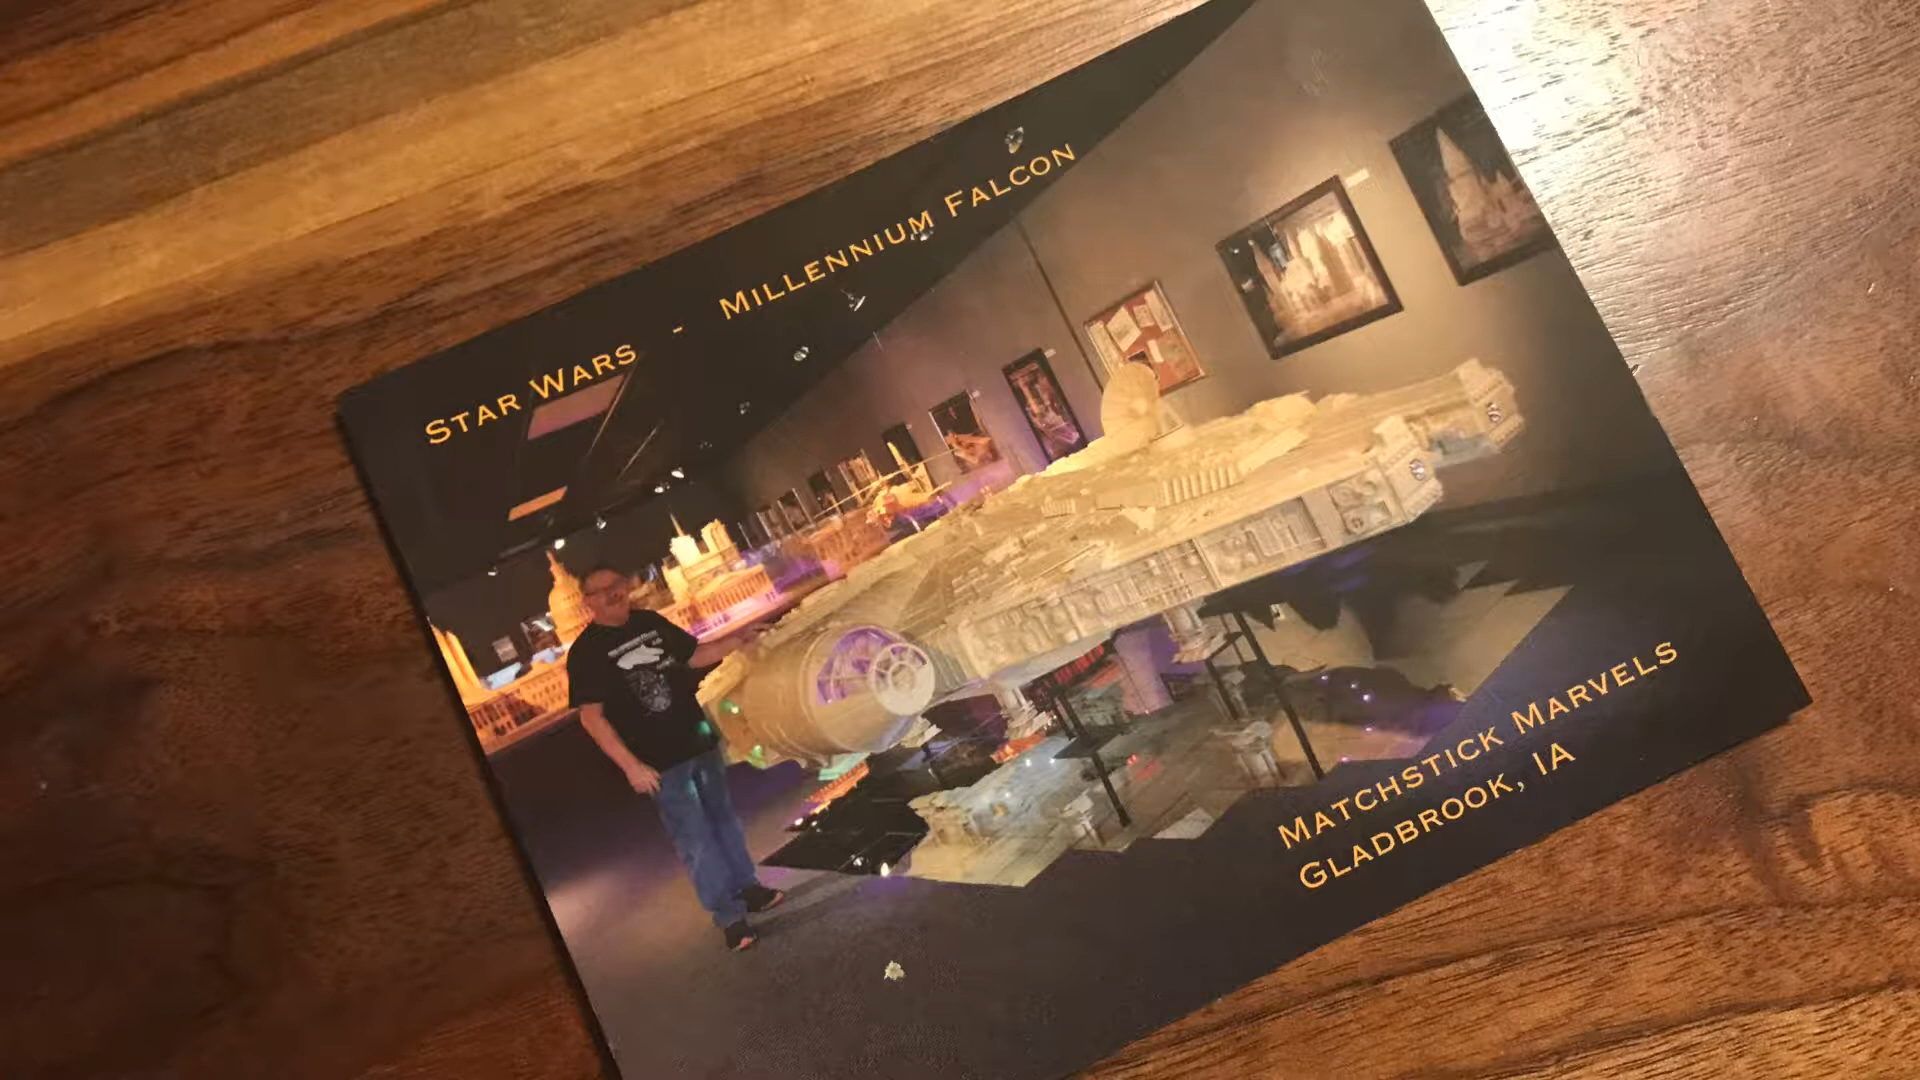 Star Wars - Millennium Falcon
Matchstick Marvels
Gladbrook, IA